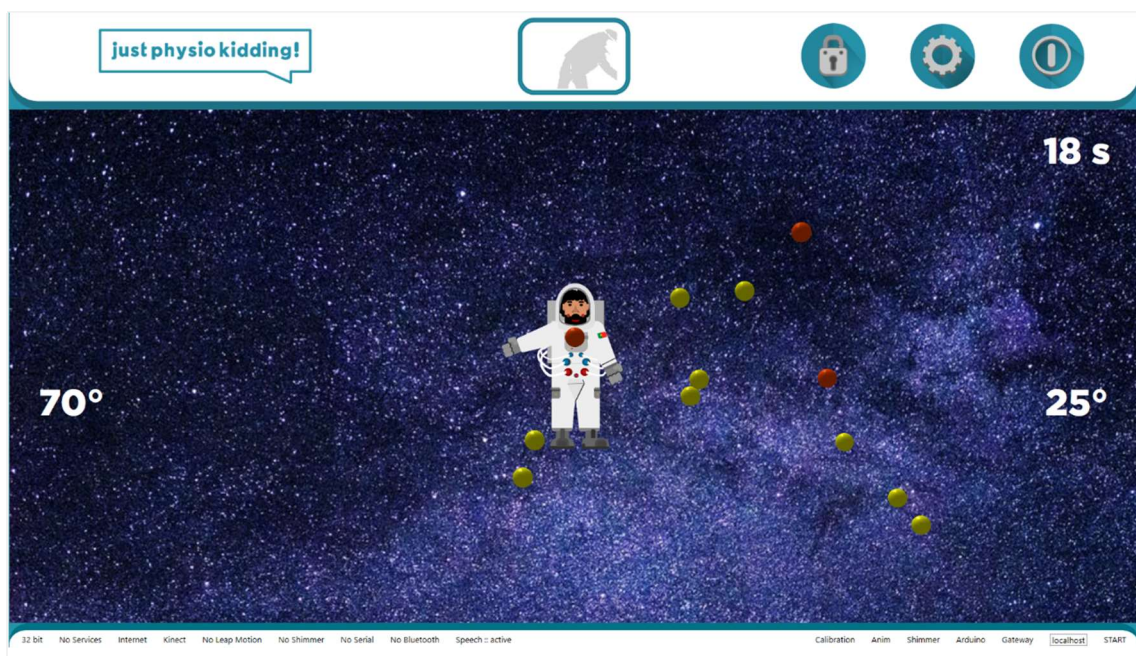 just physio kidding!
18 s
70°
25°
32 bit No Services Internet Kinect No Leap Motion No Shimmer No Serial No Bluetooth Speech :: active Calibration Anim Shimmer Arduino Gateway localhost START